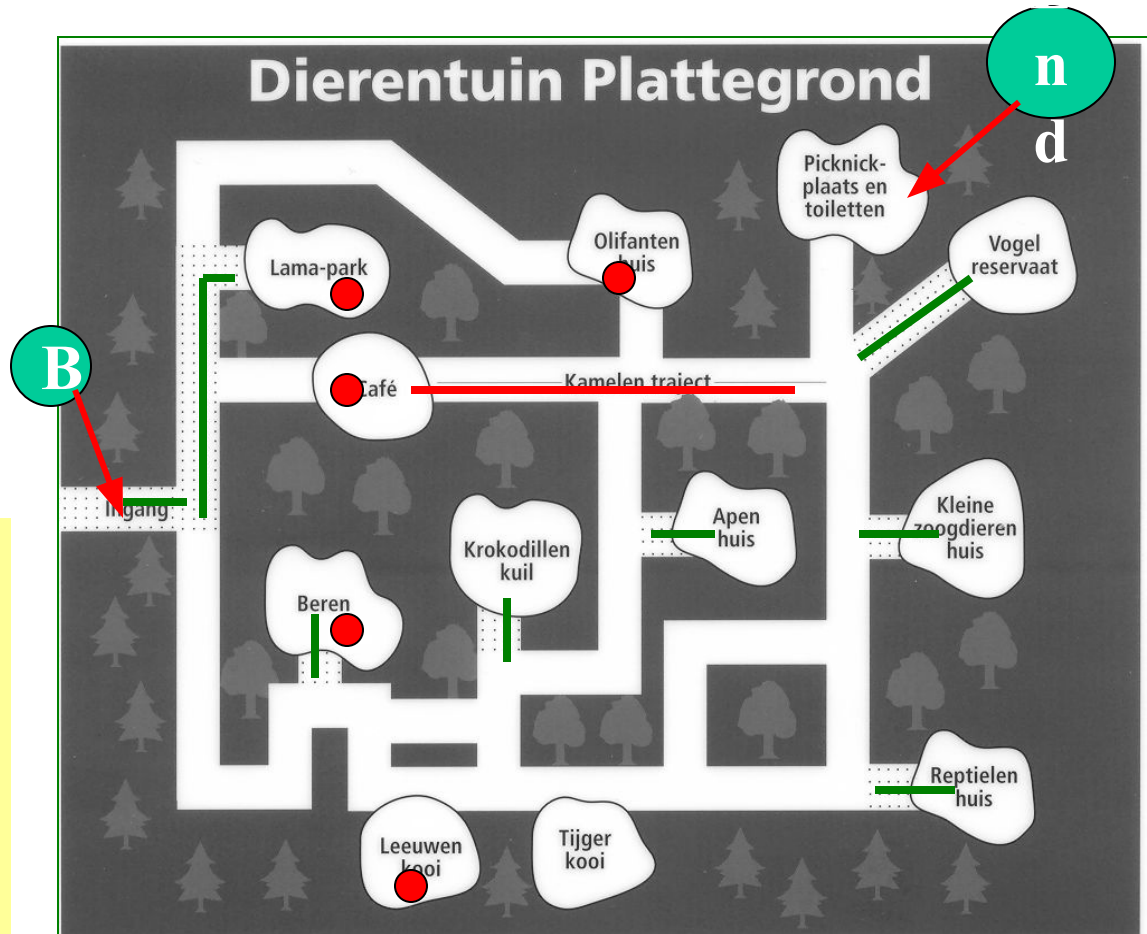 Dierentuin Plattegrond
n
d
Picknick-
plaats en
toiletten
Vogel
reservaat
Olifanten
huis
Lama-park
B
Café
Kamelen traject
Ingang
Apen
huis
Kleine
zoogdieren
huis
Krokodillen
kuil
Beren
Reptielen
huis
Leeuwen
kooi
Tijger
kooi